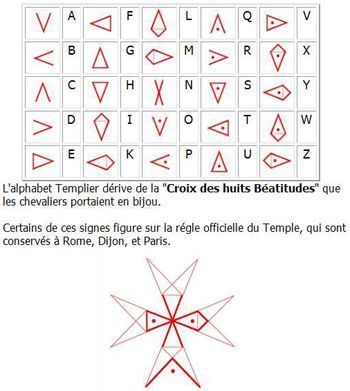 A F L Q V
B G M R X
C H N S Y
D I O T W
E K P U Z
L'alphabet Templier dérive de la "Croix des huits Béatitudes" que
les chevaliers portaient en bijou.
Certains de ces signes figure sur la régle officielle du Temple, qui sont
conservés à Rome, Dijon, et Paris.